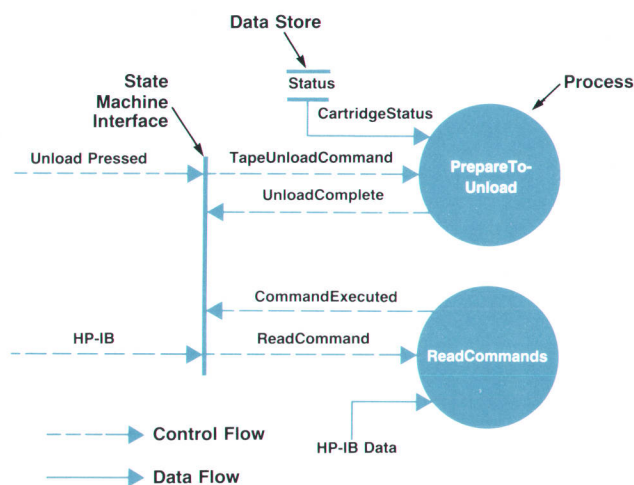 Data Store
Status
State
Machine
Interface
Process
CartridgeStatus
Unload Pressed
TapeUnloadCommand
PrepareTo-
Unload
UnloadComplete
CommandExecuted
HP-IB
ReadCommand
ReadCommands
HP-IB Data
Control Flow
Data Flow